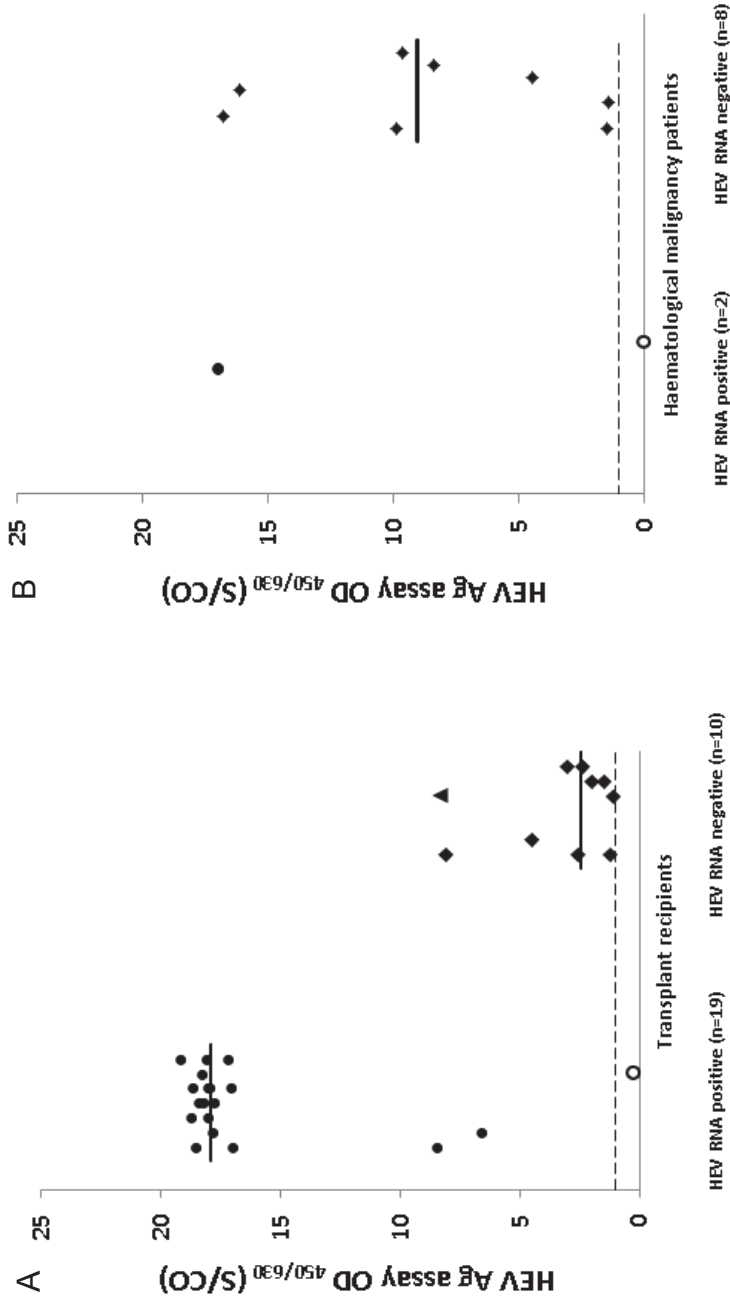 A
HEV Ag assay OD 450/630 (S/CO)
25
20
15
10
5
0
Transplant recipients
HEV RNA positive (n=19) HEV RNA negative (n=10)
B
HEV Ag assay OD 450/630 (S/CO)
25
20
15
10
5
0
Haematological malignancy patients
HEV RNA positive (n=2) HEV RNA negative (n=8)